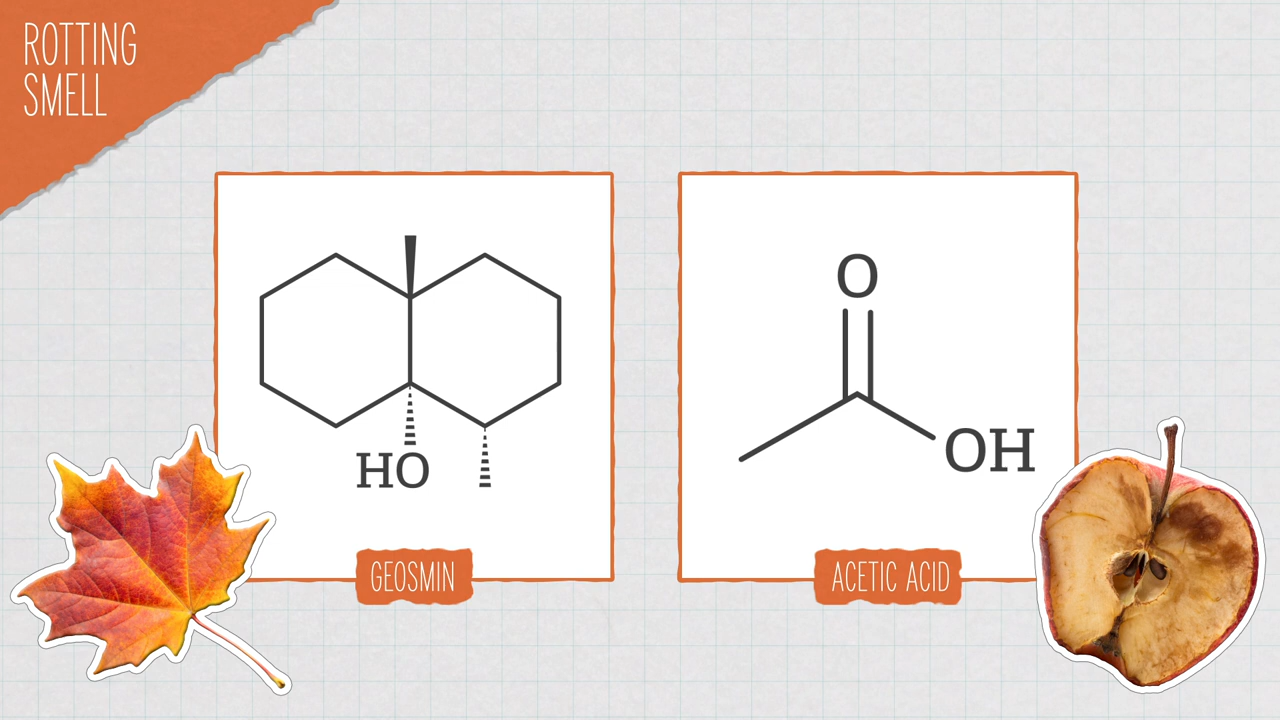 ROTTING
SMELL
HO
GEOSMIN
O
OH
ACETIC ACID